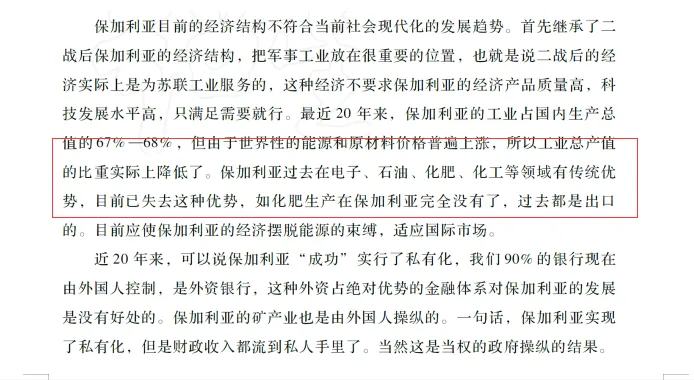 保加利亚目前的经济结构不符合当前社会现代化的发展趋势。首先继承了二
战后保加利亚的经济结构，把军事工业放在很重要的位置，也就是说二战后的经
济实际上是为苏联工业服务的，这种经济不要求保加利亚的经济产品质量高，科
技发展水平高，只满足需要就行。最近 20 年来，保加利亚的工业占国内生产总
值的 67%—68%，但由于世界性的能源和原材料价格普遍上涨，所以工业总产值
的比重实际上降低了。保加利亚过去在电子、石油、化肥、化工等领域有传统优
势，目前已失去这种优势，如化肥生产在保加利亚完全没有了，过去都是出口
的。目前应使保加利亚的经济摆脱能源的束缚，适应国际市场。
近 20 年来，可以说保加利亚“成功”实行了私有化，我们 90% 的银行现在
由外国人控制，是外资银行，这种外资占绝对优势的金融体系对保加利亚的发展
是没有好处的。保加利亚的矿产业也是由外国人操纵的。一句话，保加利亚实现
了私有化，但是财政收入都流到私人手里了。当然这是当权的政府操纵的结果。